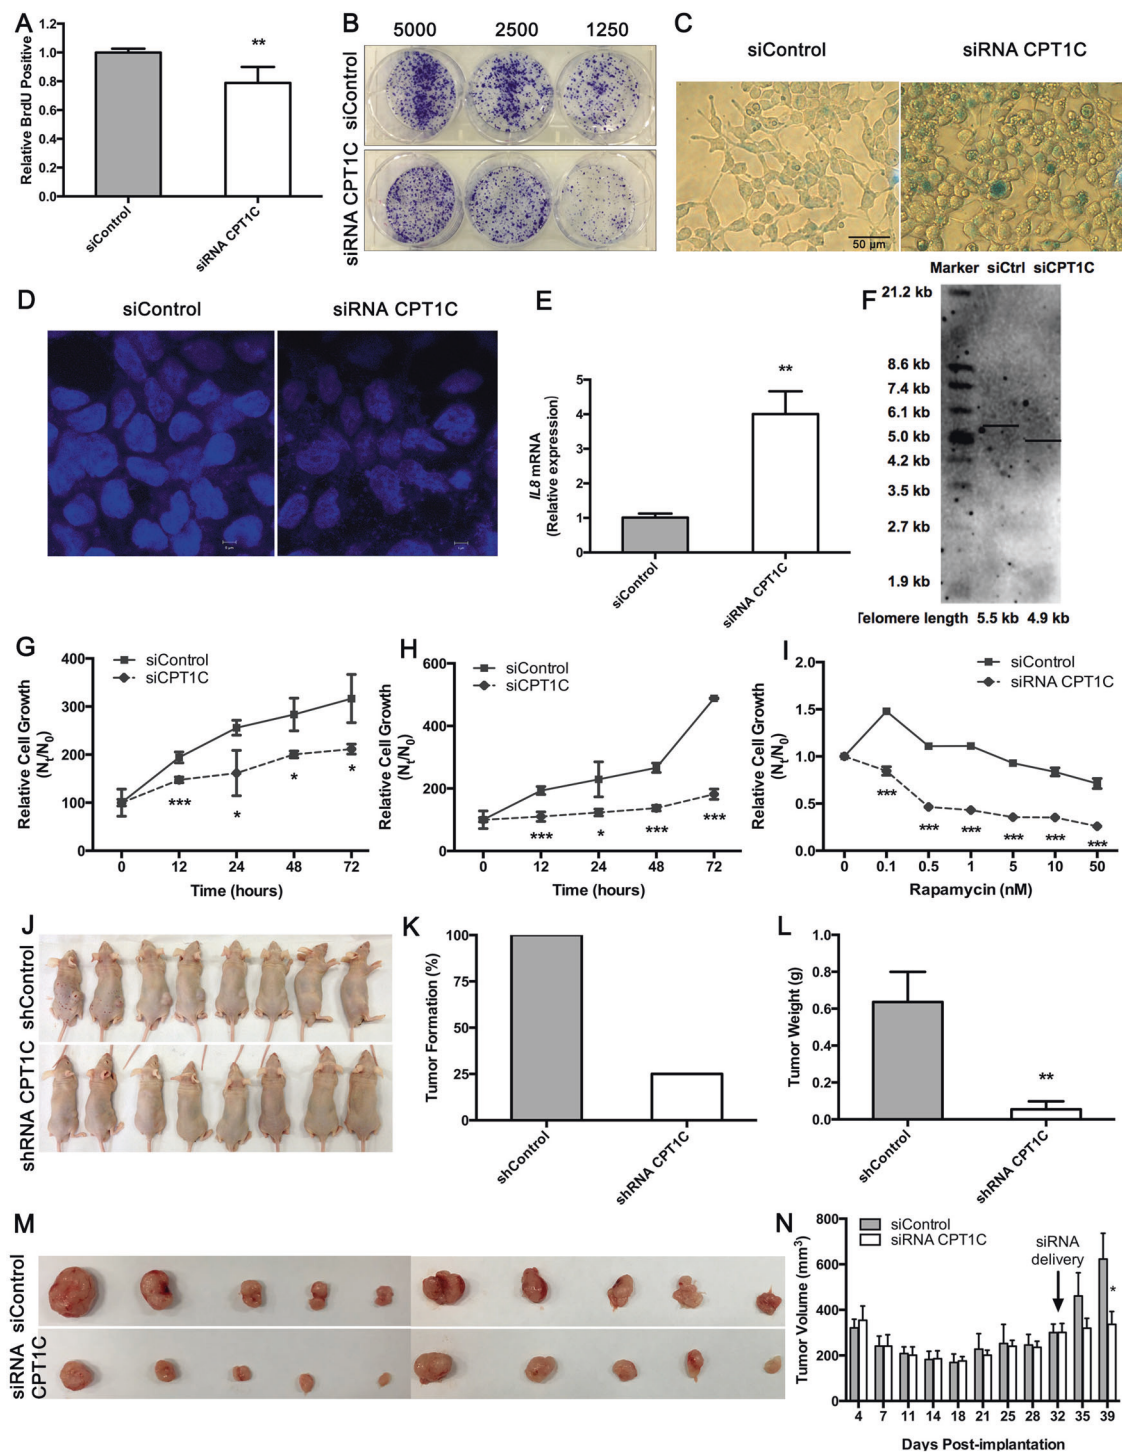 A
Relative BrdU Positive
1.2
1.0
0.8
0.6
0.4
0.2
0.0
**
siControl
siRNA CPT1C
B
5000 2500 1250
siControl
siRNA CPT1C
C
siControl siRNA CPT1C
50 µm
D
siControl siRNA CPT1C
E
IL8 mRNA
(Relative expression)
5
4
3
2
1
0
**
siControl
siRNA CPT1C
F
Marker siCtrl siCPT1C
21.2 kb
8.6 kb
7.4 kb
6.1 kb
5.0 kb
4.2 kb
3.5 kb
2.7 kb
1.9 kb
Telomere length 5.5 kb 4.9 kb
G
siControl
siCPT1C
Relative Cell Growth
(Nt/N0)
400
300
200
100
0
***
*
*
*
0 12 24 48 72
Time (hours)
H
siControl
siCPT1C
Relative Cell Growth
(Nt/N0)
600
400
200
0
***
*
***
***
0 12 24 48 72
Time (hours)
I
siControl
siRNA CPT1C
Relative Cell Growth
(Nt/N0)
2.0
1.5
1.0
0.5
0.0
***
***
***
***
***
***
0 0.1 0.5 1 5 10 50
Rapamycin (nM)
J
shControl
shRNA CPT1C
K
Tumor Formation (%)
100
75
50
25
0
shControl
shRNA CPT1C
L
Tumor Weight (g)
1.0
0.8
0.6
0.4
0.2
0.0
**
shControl
shRNA CPT1C
M
siControl
siRNA
CPT1C
N
siControl
siRNA CPT1C
siRNA
delivery
Tumor Volume (mm³)
800
600
400
200
0
*
4 7 11 14 18 21 25 28 32 35 39
Days Post-implantation